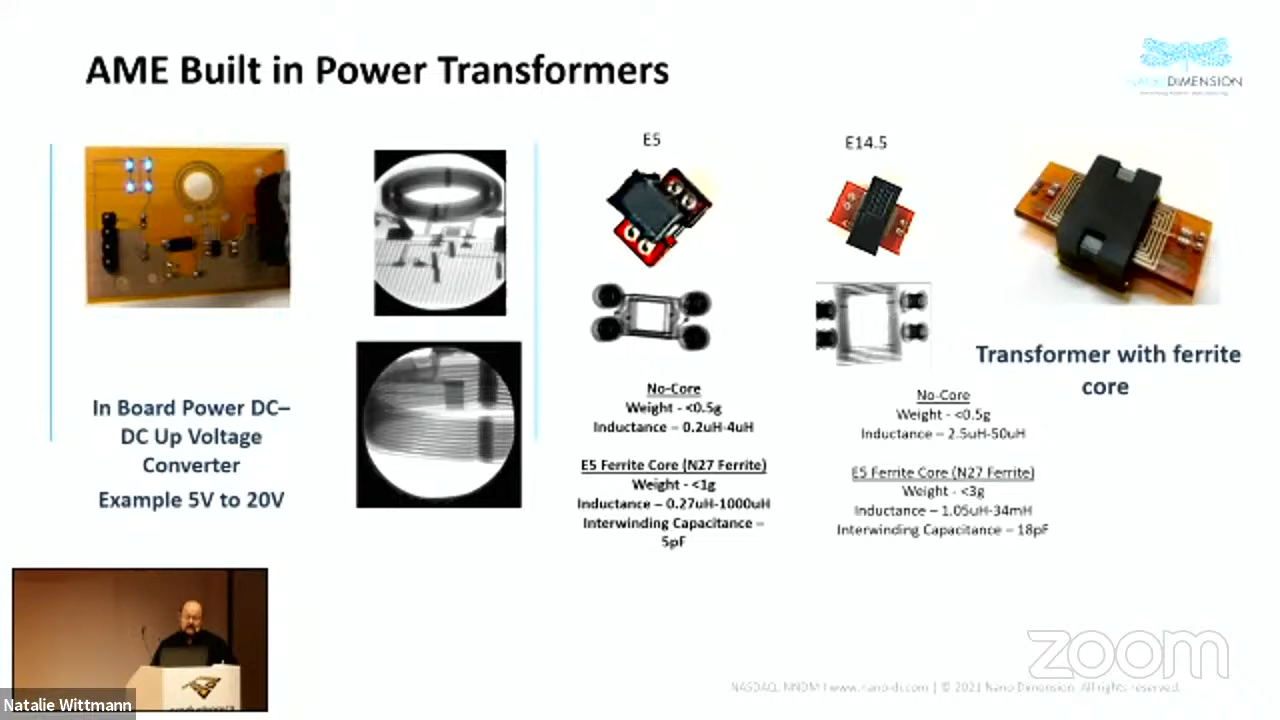 AME Built in Power Transformers
DIMENSION
E5
E14.5
In Board Power DC–
DC Up Voltage
Converter
Example 5V to 20V
No-Core
Weight - <0.5g
Inductance – 0.2uH-4uH
E5 Ferrite Core (N27 Ferrite)
Weight - <1g
Inductance – 0.27uH-1000uH
Interwinding Capacitance –
5pF
No-Core
Weight - <0.5g
Inductance – 2.5uH-50uH
E5 Ferrite Core (N27 Ferrite)
Weight - <3g
Inductance – 1.05uH-34mH
Interwinding Capacitance – 18pF
Transformer with ferrite
core
Natalie Wittmann
zoom
NASDAQ: NNDM | www.nano-di.com | © 2021 Nano Dimension. All rights reserved.